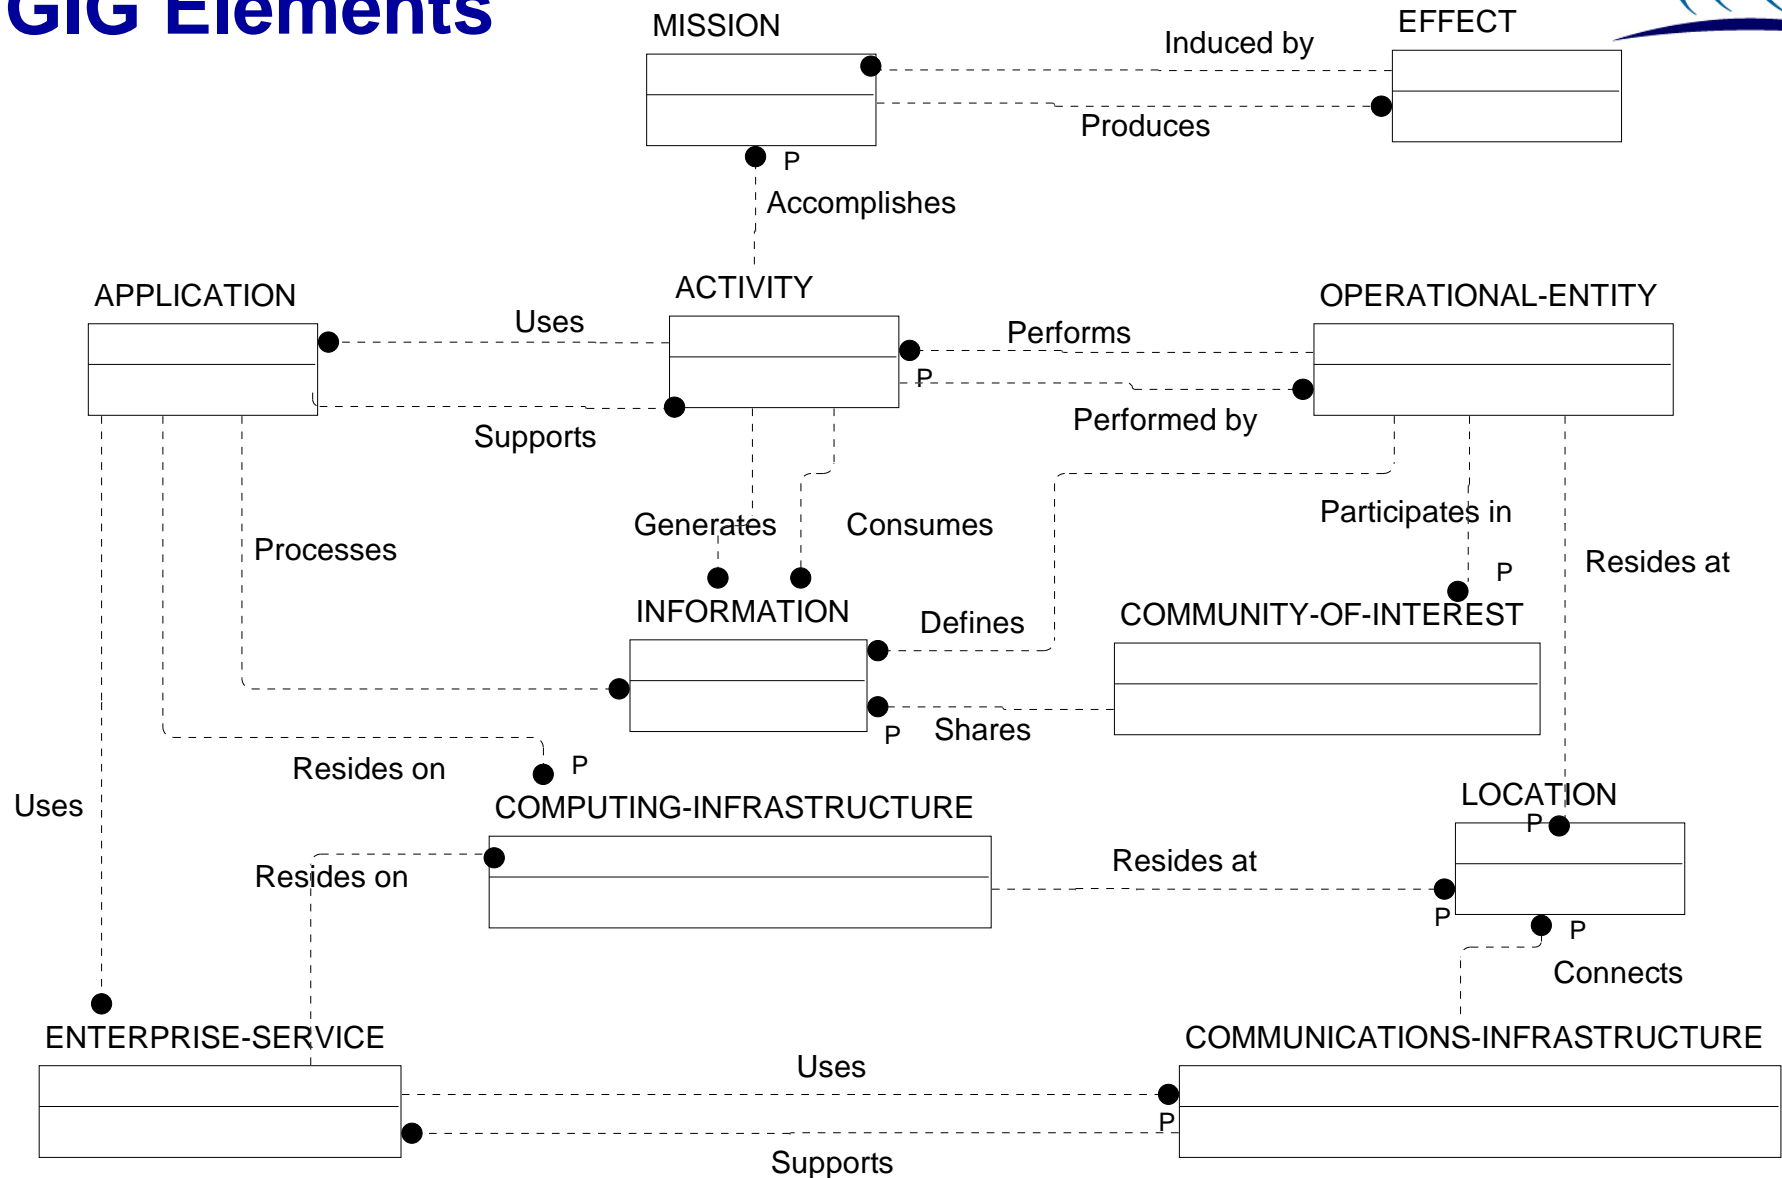 GIG Elements
MISSION
EFFECT
Induced by
Produces
P
Accomplishes
APPLICATION
ACTIVITY
OPERATIONAL-ENTITY
Uses
Performs
P
Supports
Performed by
Generates
Consumes
Participates in
Processes
Resides at
P
INFORMATION
Defines
COMMUNITY-OF-INTEREST
P
Shares
Resides on
P
Uses
COMPUTING-INFRASTRUCTURE
LOCATION
P
Resides on
Resides at
P
P
Connects
ENTERPRISE-SERVICE
COMMUNICATIONS-INFRASTRUCTURE
Uses
P
Supports